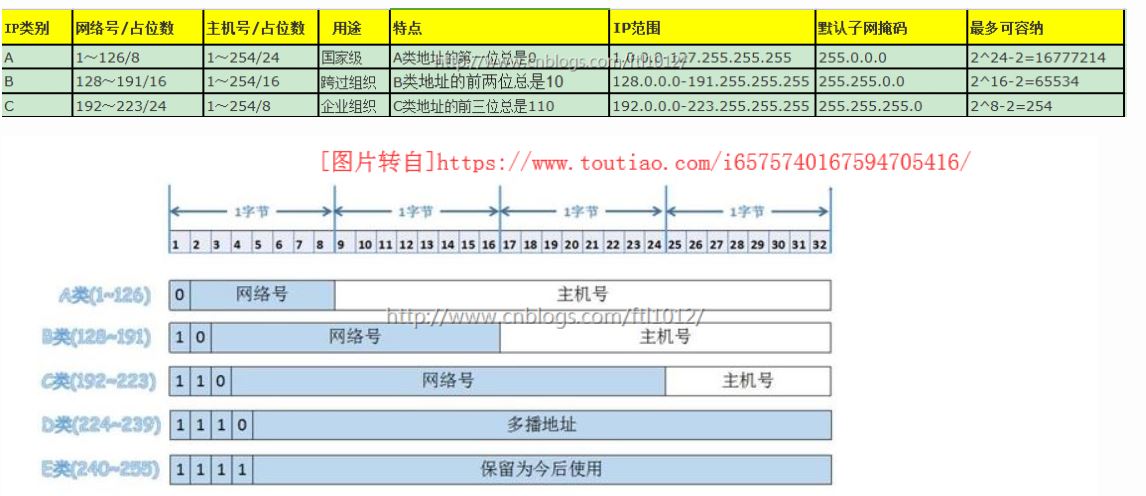 IP类别 网络号/占位数 主机号/占位数 用途 特点 IP范围 默认子网掩码 最多可容纳
A 1～126/8 1～254/24 国家级 A类地址的第一位总是0 1.0.0.0-127.255.255.255 255.0.0.0 2^24-2=16777214
B 128～191/16 1～254/16 跨过组织 B类地址的前两位总是10 128.0.0.0-191.255.255.255 255.255.0.0 2^16-2=65534
C 192～223/24 1～254/8 企业组织 C类地址的前三位总是110 192.0.0.0-223.255.255.255 255.255.255.0 2^8-2=254
http://www.cnblogs.com/ftl1012/
[图片转自]https://www.toutiao.com/i6575740167594705416/
1字节 1字节 1字节 1字节
1 2 3 4 5 6 7 8 9 10 11 12 13 14 15 16 17 18 19 20 21 22 23 24 25 26 27 28 29 30 31 32
A类(1~126) 0 网络号 主机号
http://www.cnblogs.com/ftl1012/
B类(128~191) 1 0 网络号 主机号
C类(192~223) 1 1 0 网络号 主机号
D类(224~239) 1 1 1 0 多播地址
E类(240~255) 1 1 1 1 保留为今后使用